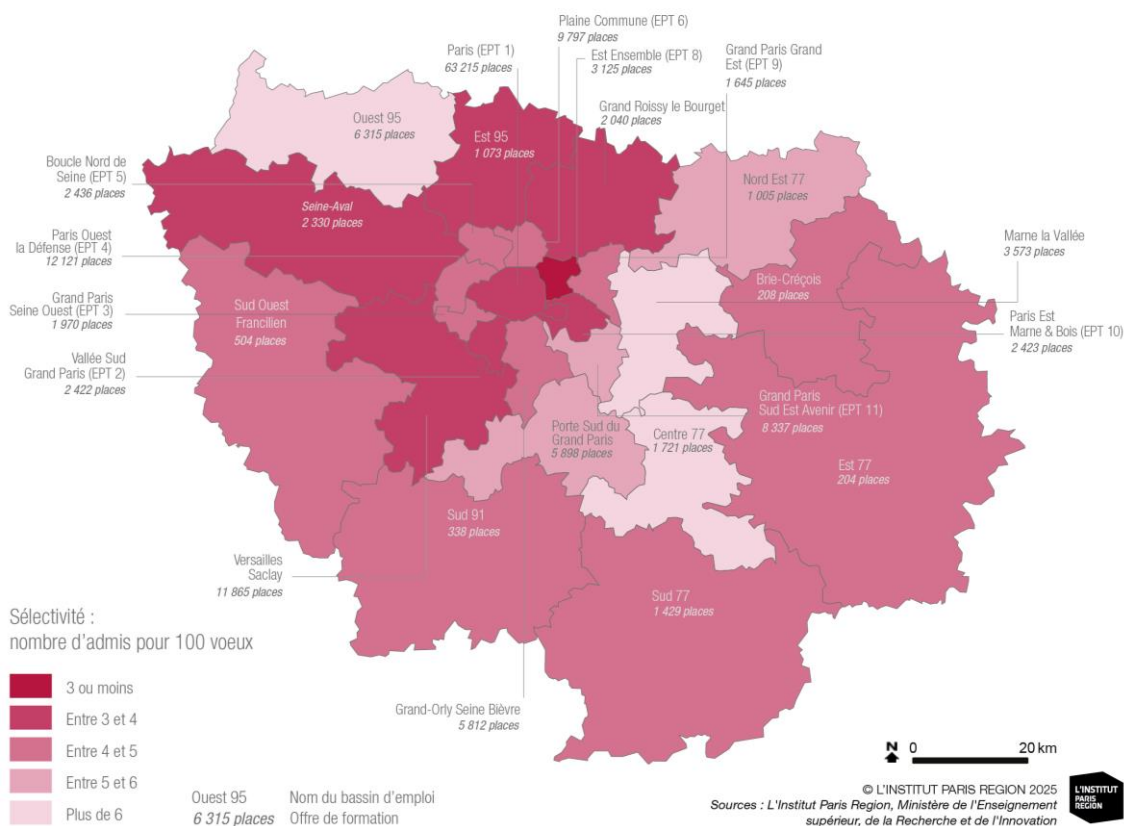 Plaine Commune (EPT 6)
9 797 places
Paris (EPT 1)
63 215 places
Est Ensemble (EPT 8)
3 125 places
Grand Paris Grand
Est (EPT 9)
1 645 places
Grand Roissy le Bourget
2 040 places
Ouest 95
6 315 places
Est 95
1 073 places
Boucle Nord de
Seine (EPT 5)
2 436 places
Nord Est 77
1 005 places
Seine-Aval
2 330 places
Marne la Vallée
3 573 places
Paris Ouest
la Défense (EPT 4)
12 121 places
Brie-Créçois
208 places
Grand Paris
Seine Ouest (EPT 3)
1 970 places
Sud Ouest
Francilien
504 places
Paris Est
Marne & Bois (EPT 10)
2 423 places
Vallée Sud
Grand Paris (EPT 2)
2 422 places
Grand Paris
Sud Est Avenir (EPT 11)
8 337 places
Porte Sud du
Grand Paris
5 898 places
Centre 77
1 721 places
Est 77
204 places
Sud 91
338 places
Versailles
Saclay
11 865 places
Sud 77
1 429 places
Grand-Orly Seine Bièvre
5 812 places
Sélectivité :
nombre d'admis pour 100 voeux
3 ou moins
Entre 3 et 4
Entre 4 et 5
Entre 5 et 6
Plus de 6
Ouest 95 Nom du bassin d'emploi
6 315 places Offre de formation
N 0 20 km
© L'INSTITUT PARIS REGION 2025
Sources : L'Institut Paris Region, Ministère de l'Enseignement
supérieur, de la Recherche et de l'Innovation
L'INSTITUT
PARIS
REGION